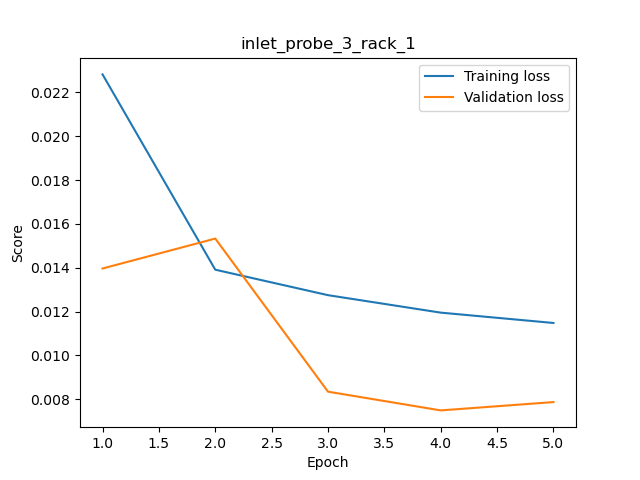 inlet_probe_3_rack_1
Training loss
Validation loss
Score
0.022
0.020
0.018
0.016
0.014
0.012
0.010
0.008
1.0 1.5 2.0 2.5 3.0 3.5 4.0 4.5 5.0
Epoch